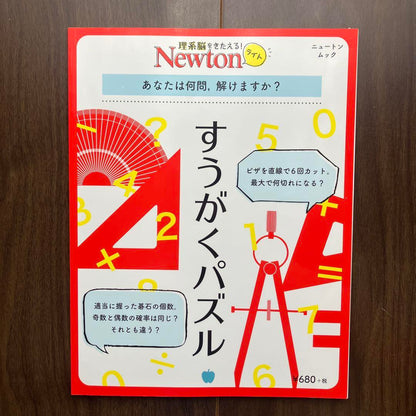 理系脳をきたえる!
Newton
ライト
ニュートン
ムック
あなたは何問,解けますか?
すうがくパズル
ピザを直線で6回カット。
最大で何切れになる?
適当に握った碁石の個数。
奇数と偶数の確率は同じ?
それとも違う?
¥680+税